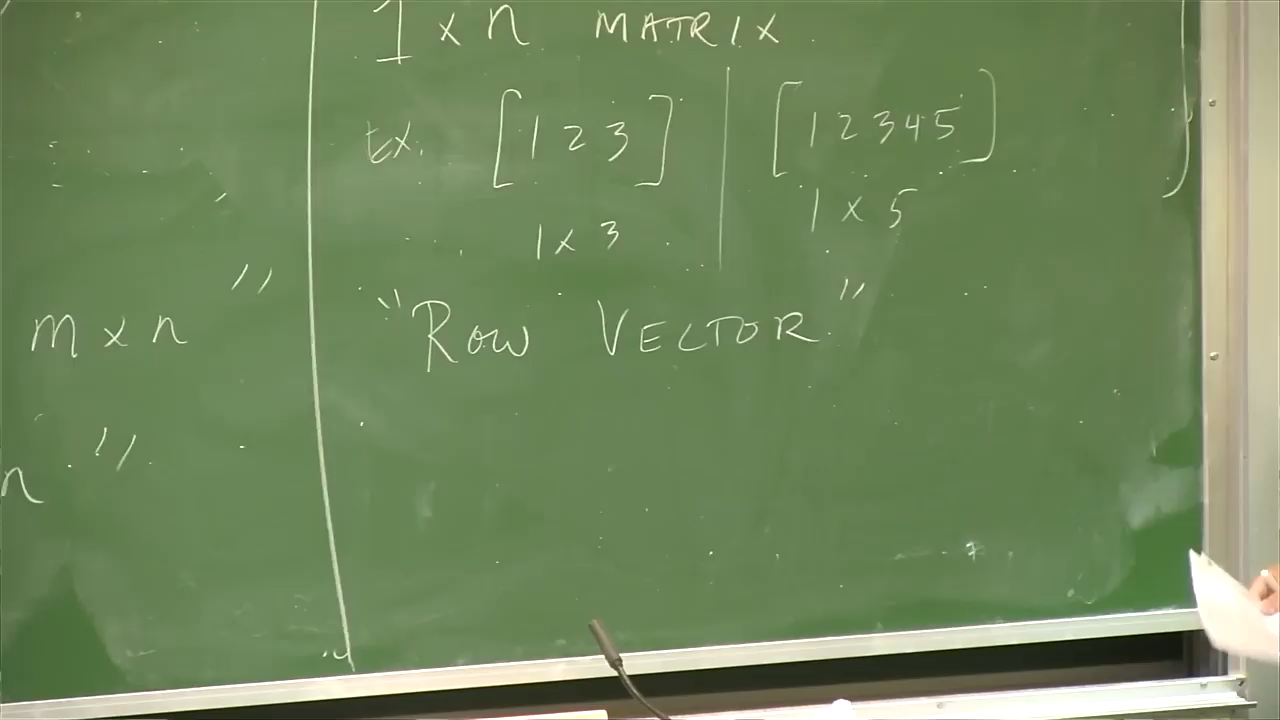 m × n "
n "
1 × n MATRIX
Ex. [1 2 3] | [1 2 3 4 5]
1 × 3 1 × 5
"ROW VECTOR"